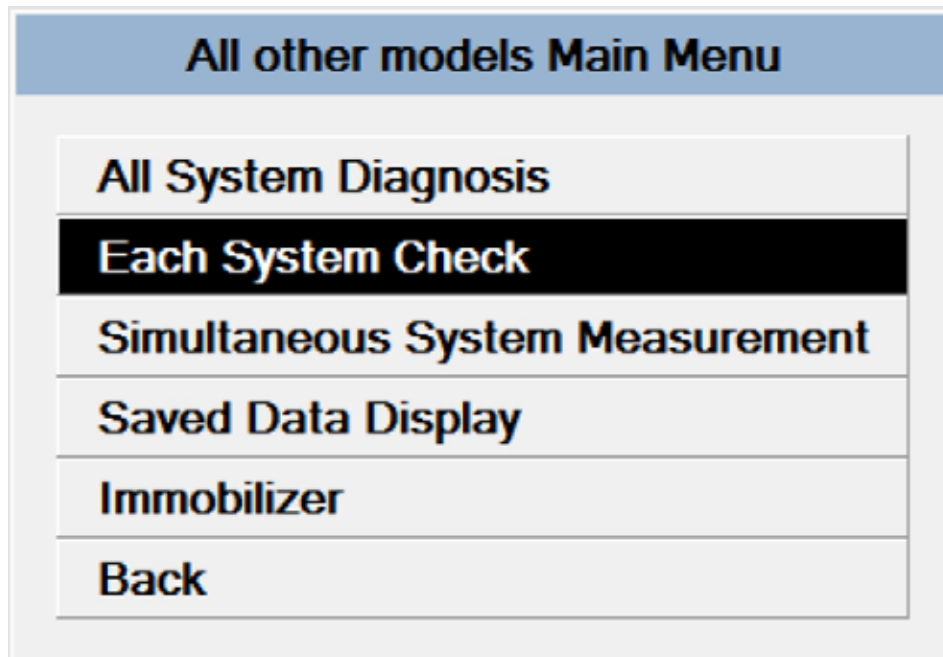 All other models Main Menu
All System Diagnosis
Each System Check
Simultaneous System Measurement
Saved Data Display
Immobilizer
Back